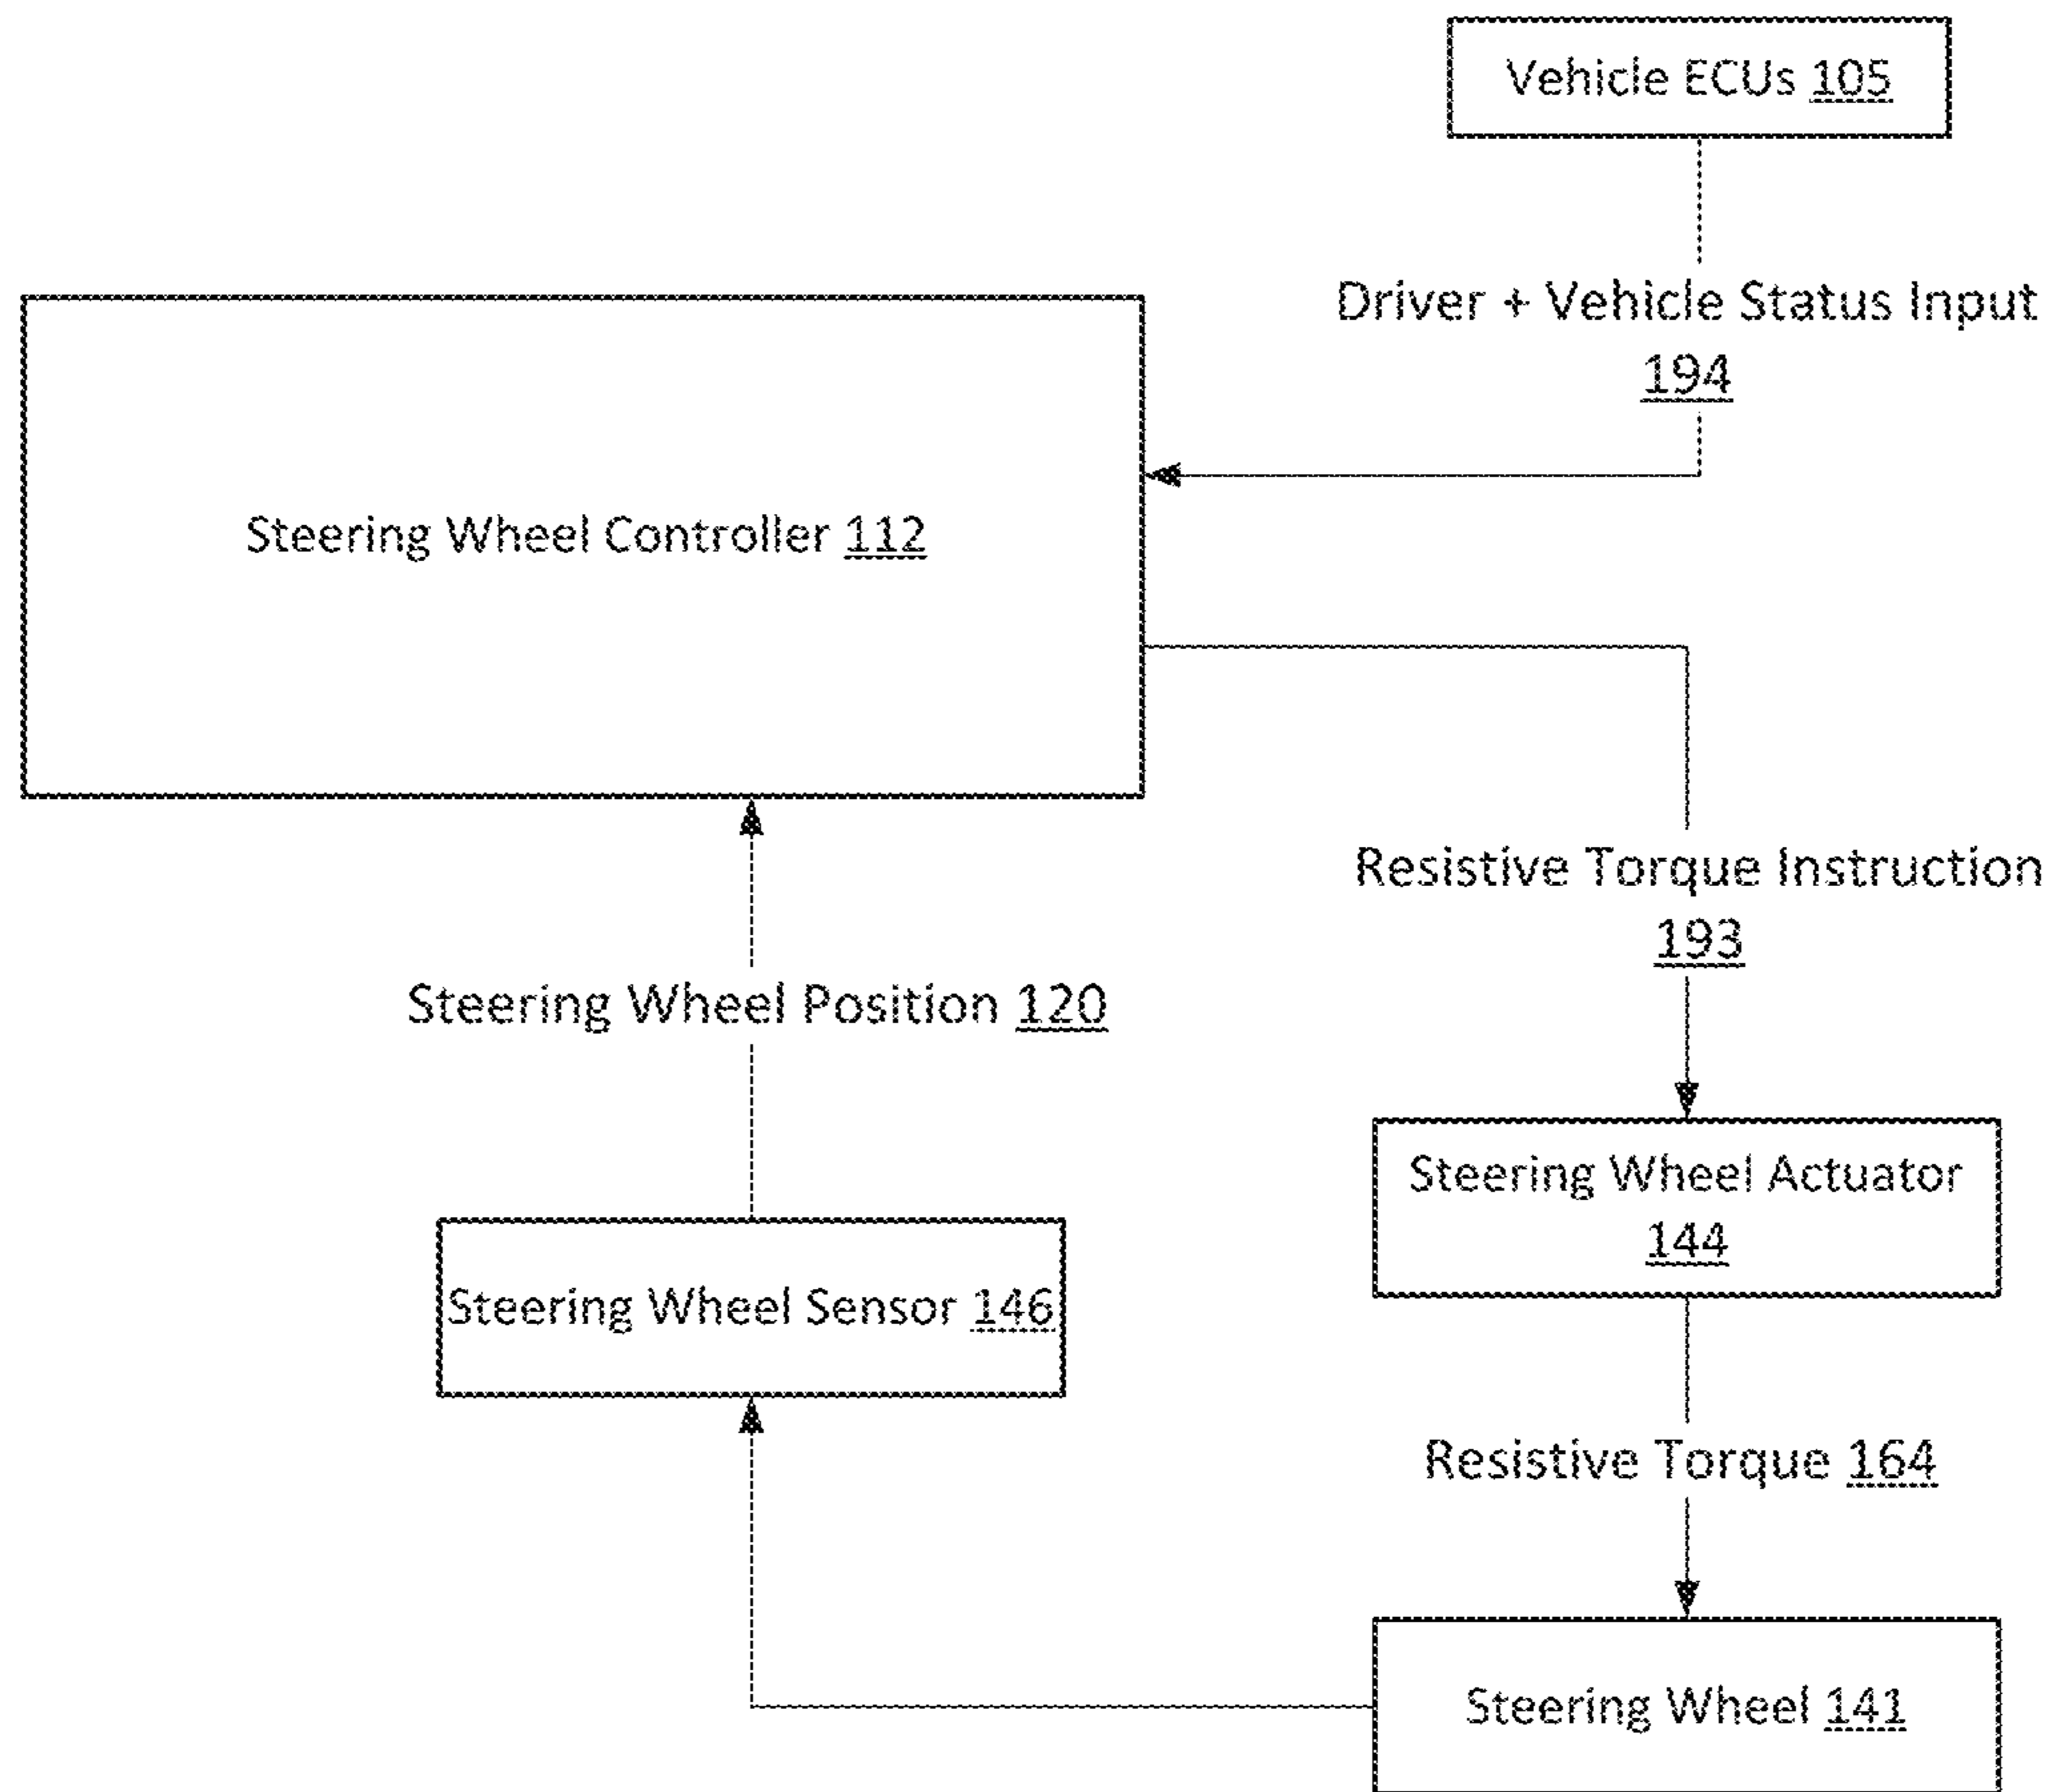 Vehicle ECUs 105
Driver + Vehicle Status Input
194
Steering Wheel Controller 112
Resistive Torque Instruction
193
Steering Wheel Position 120
Steering Wheel Actuator
144
Steering Wheel Sensor 146
Resistive Torque 164
Steering Wheel 141